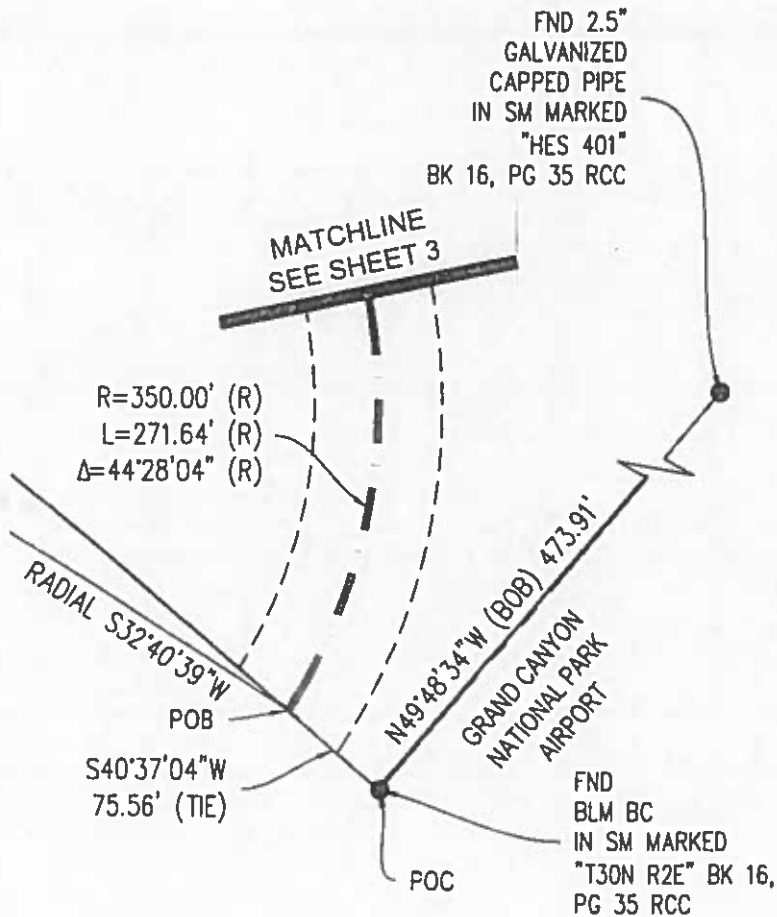 FND 2.5"
GALVANIZED
CAPPED PIPE
IN SM MARKED
"HES 401"
BK 16, PG 35 RCC
MATCHLINE
SEE SHEET 3
R=350.00' (R)
L=271.64' (R)
Δ=44°28'04" (R)
RADIAL S32°40'39"W
POB
S40°37'04"W
75.56' (TIE)
N49°48'34"W (BOB) 473.91'
GRAND CANYON
NATIONAL PARK
AIRPORT
POC
FND
BLM BC
IN SM MARKED
"T30N R2E" BK 16,
PG 35 RCC